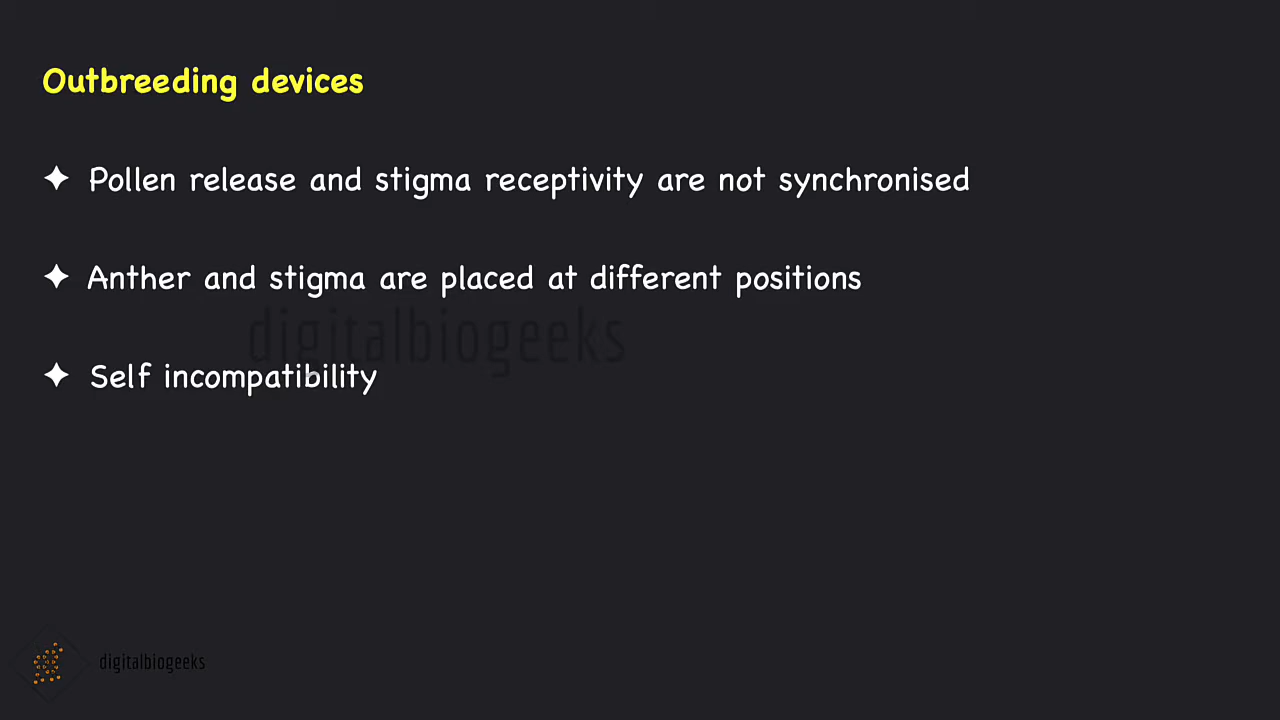 Outbreeding devices
✦ Pollen release and stigma receptivity are not synchronised
✦ Anther and stigma are placed at different positions
digitalbiogeeks
✦ Self incompatibility
digitalbiogeeks